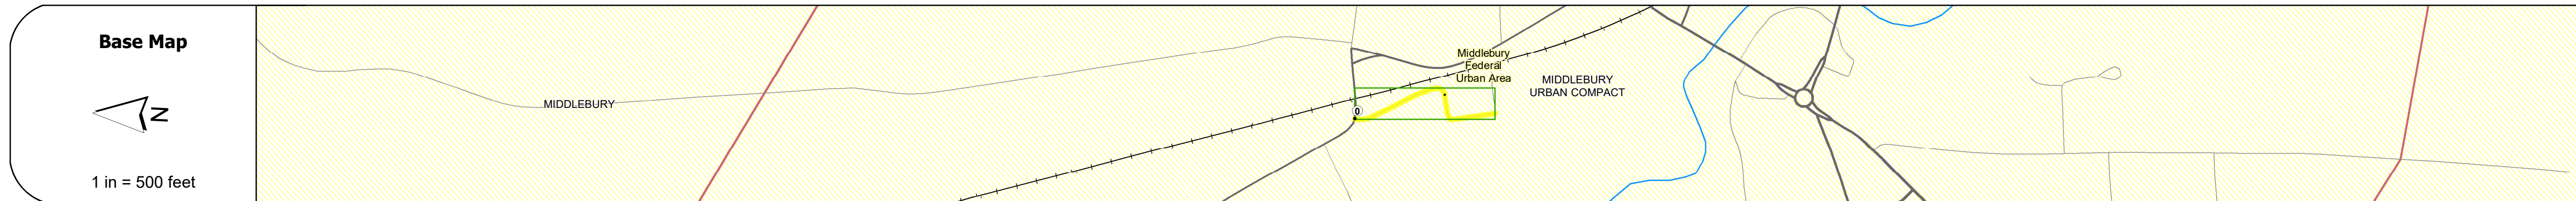 Base Map
N
1 in = 500 feet
MIDDLEBURY
0
Middlebury
Federal
Urban Area
MIDDLEBURY
URBAN COMPACT